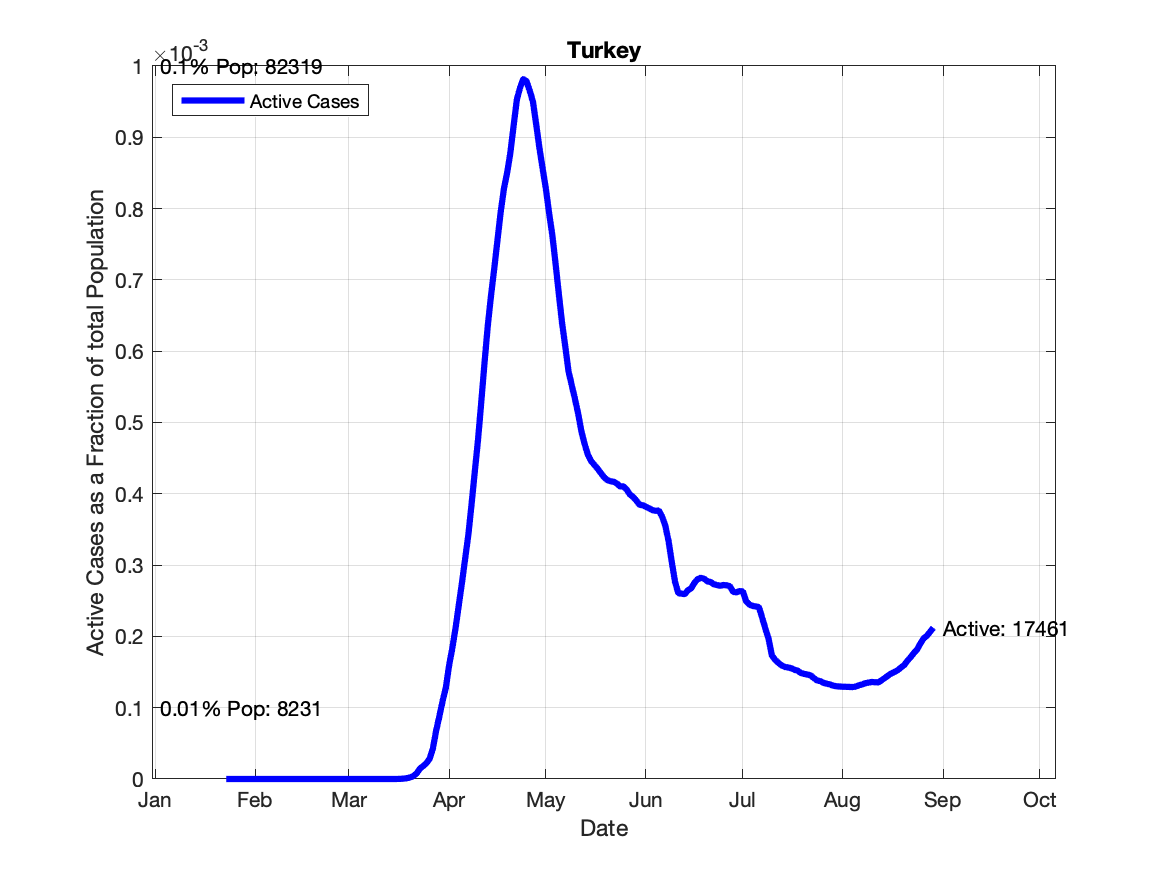 Turkey
×10-3
0.1% Pop: 82319
Active Cases
1
0.9
0.8
0.7
0.6
0.5
0.4
0.3
0.2
0.1
0
Active Cases as a Fraction of total Population
Active: 17461
0.01% Pop: 8231
Jan Feb Mar Apr May Jun Jul Aug Sep Oct
Date